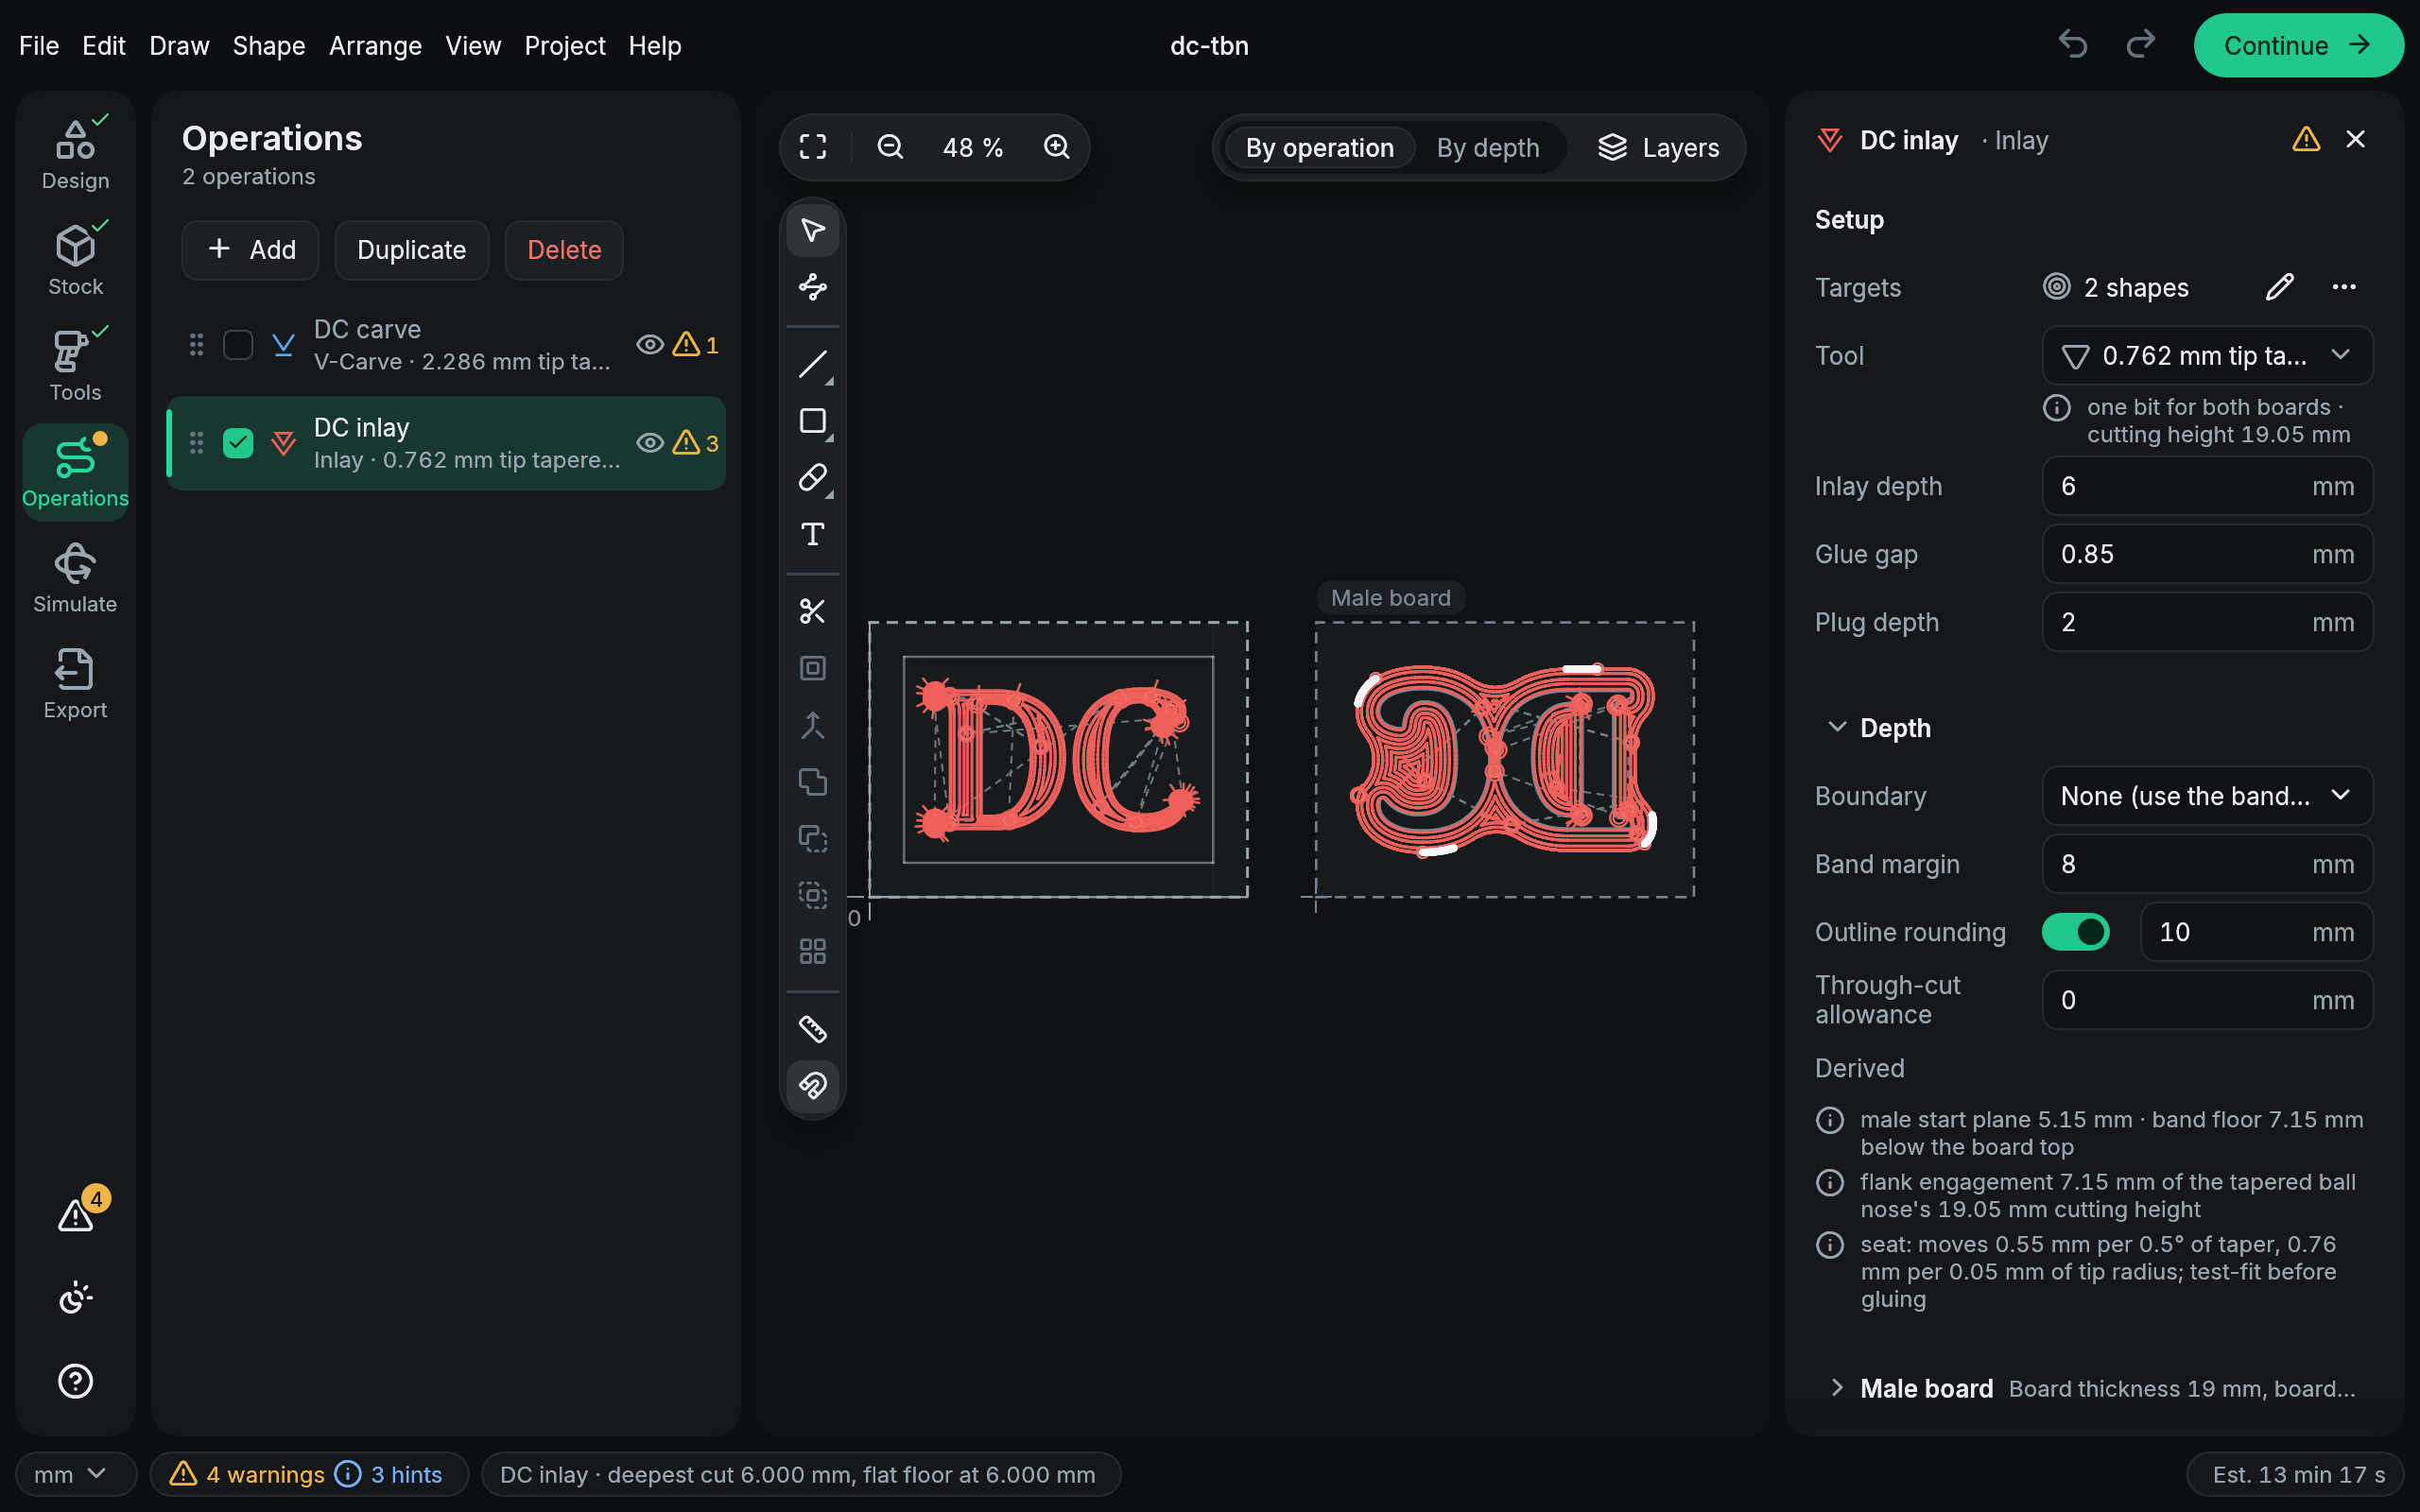 File Edit Draw Shape Arrange View Project Help
dc-tbn
Continue
Design
Stock
Tools
Operations
Simulate
Export
4
Operations
2 operations
Add
Duplicate
Delete
DC carve
V-Carve · 2.286 mm tip ta...
1
DC inlay
Inlay · 0.762 mm tip tapere...
3
48 %
By operation
By depth
Layers
Male board
DC
DC
0
DC inlay · Inlay
Setup
Targets
2 shapes
Tool
0.762 mm tip ta...
one bit for both boards ·
cutting height 19.05 mm
Inlay depth
6 mm
Glue gap
0.85 mm
Plug depth
2 mm
Depth
Boundary
None (use the band...
Band margin
8 mm
Outline rounding
10 mm
Through-cut
allowance
0 mm
Derived
male start plane 5.15 mm · band floor 7.15 mm
below the board top
flank engagement 7.15 mm of the tapered ball
nose's 19.05 mm cutting height
seat: moves 0.55 mm per 0.5° of taper, 0.76
mm per 0.05 mm of tip radius; test-fit before
gluing
Male board
Board thickness 19 mm, board...
mm
4 warnings
3 hints
DC inlay · deepest cut 6.000 mm, flat floor at 6.000 mm
Est. 13 min 17 s